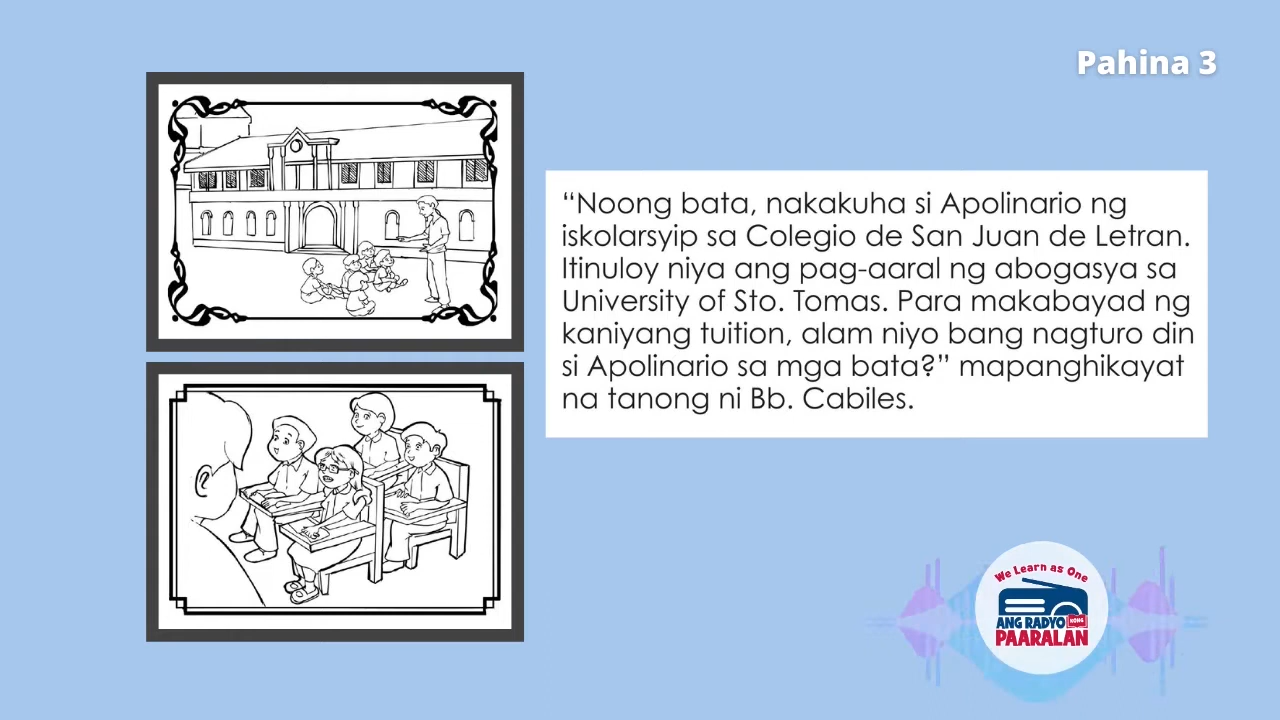 Pahina 3
“Noong bata, nakakuha si Apolinario ng
iskolarsyip sa Colegio de San Juan de Letran.
Itinuloy niya ang pag-aaral ng abogasya sa
University of Sto. Tomas. Para makabayad ng
kaniyang tuition, alam niyo bang nagturo din
si Apolinario sa mga bata?” mapanghikayat
na tanong ni Bb. Cabiles.
We Learn as One
ANG RADYO KONG
PAARALAN